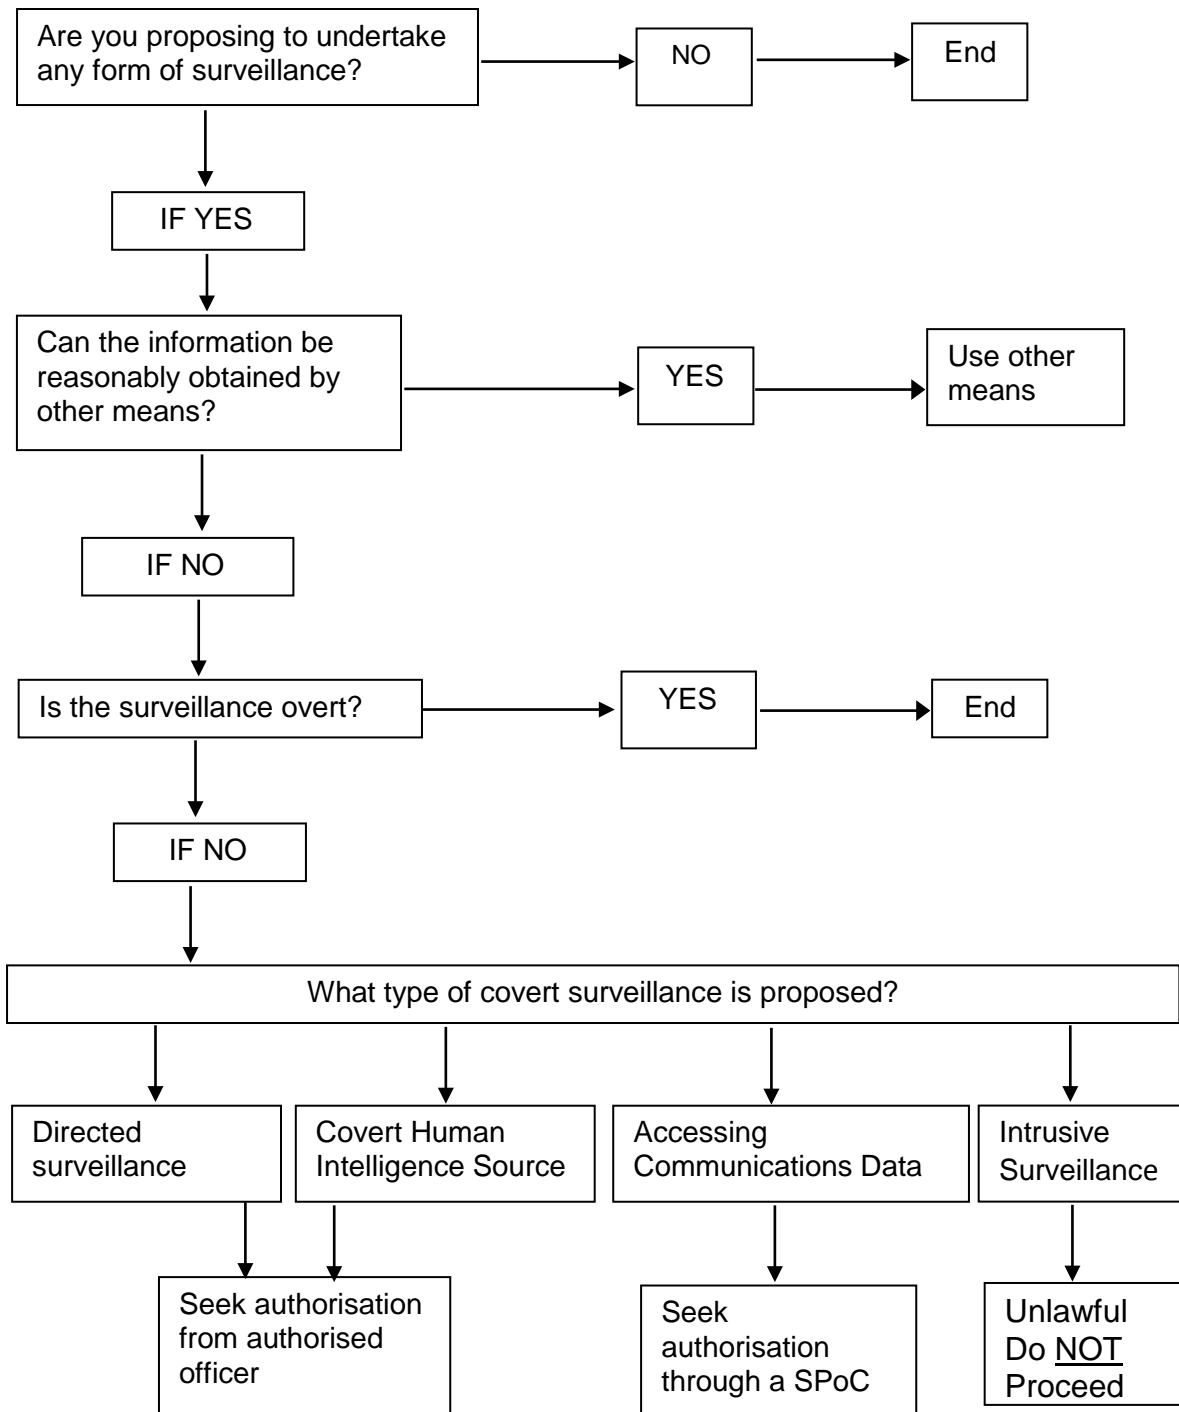 Are you proposing to undertake
any form of surveillance?
NO
End
IF YES
Can the information be
reasonably obtained by
other means?
YES
Use other
means
IF NO
Is the surveillance overt?
YES
End
IF NO
What type of covert surveillance is proposed?
Directed
surveillance
Covert Human
Intelligence Source
Accessing
Communications Data
Intrusive
Surveillance
Seek authorisation
from authorised
officer
Seek
authorisation
through a SPoC
Unlawful
Do NOT
Proceed